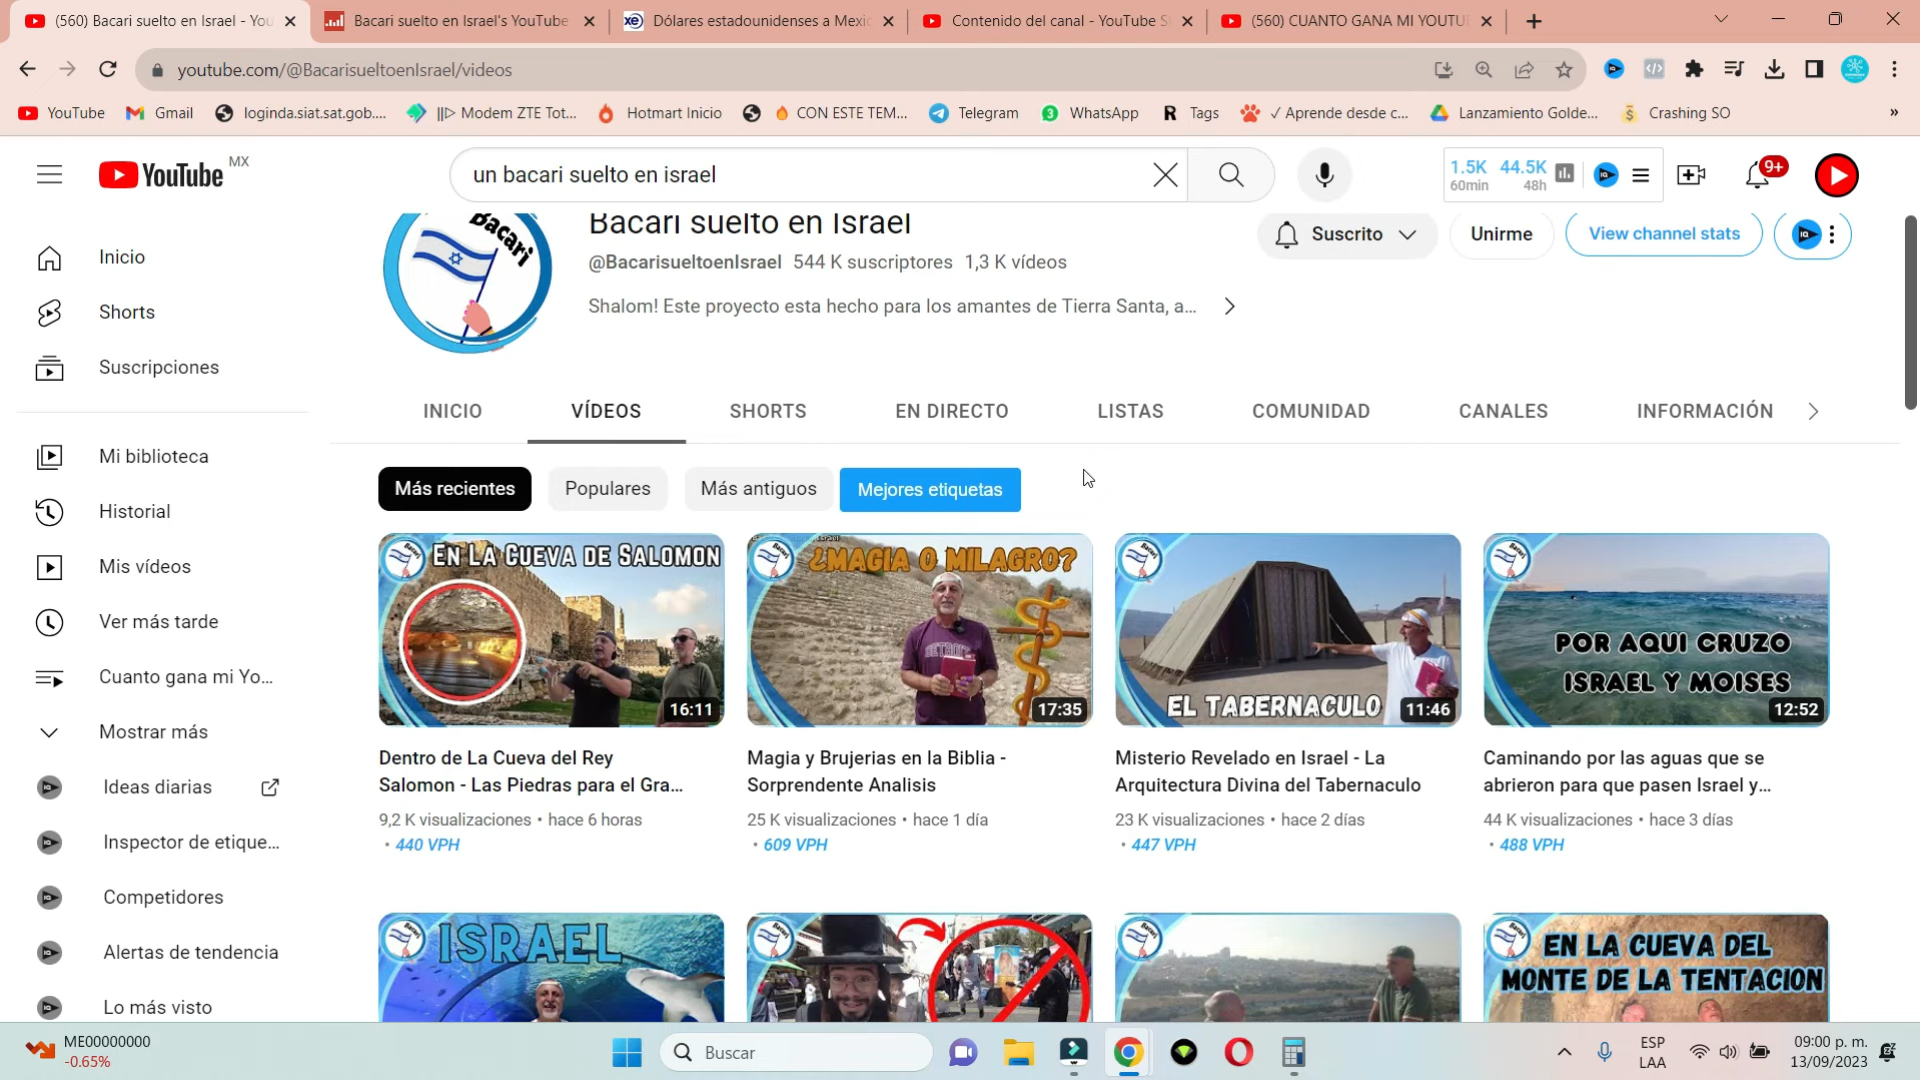 (560) Bacari suelto en Israel - You
Bacari suelto en Israel's YouTube
Dólares estadounidenses a Mexic
Contenido del canal - YouTube S
(560) CUANTO GANA MI YOUTU
youtube.com/@BacarisueltoenIsrael/videos
YouTube
Gmail
loginda.siat.sat.gob....
||▷ Modem ZTE Tot...
Hotmart Inicio
CON ESTE TEM...
Telegram
WhatsApp
Tags
✓ Aprende desde c...
Lanzamiento Golde...
Crashing SO
»
YouTube MX
un bacari suelto en israel
1.5K 44.5K
60min 48h
9+
Inicio
Shorts
Suscripciones
Mi biblioteca
Historial
Mis vídeos
Ver más tarde
Cuanto gana mi Yo...
Mostrar más
Ideas diarias
Inspector de etique...
Competidores
Alertas de tendencia
Lo más visto
Bacari
Bacari suelto en Israel
@BacarisueltoenIsrael 544 K suscriptores 1,3 K vídeos
Shalom! Este proyecto esta hecho para los amantes de Tierra Santa, a...
Suscrito
Unirme
View channel stats
INICIO
VÍDEOS
SHORTS
EN DIRECTO
LISTAS
COMUNIDAD
CANALES
INFORMACIÓN
Más recientes
Populares
Más antiguos
Mejores etiquetas
EN LA CUEVA DE SALOMON
16:11
¿MAGIA O MILAGRO?
17:35
EL TABERNACULO
11:46
POR AQUI CRUZO
ISRAEL Y MOISES
12:52
Dentro de La Cueva del Rey
Salomon - Las Piedras para el Gra...
9,2 K visualizaciones • hace 6 horas
• 440 VPH
Magia y Brujerias en la Biblia -
Sorprendente Analisis
25 K visualizaciones • hace 1 día
• 609 VPH
Misterio Revelado en Israel - La
Arquitectura Divina del Tabernaculo
23 K visualizaciones • hace 2 días
• 447 VPH
Caminando por las aguas que se
abrieron para que pasen Israel y...
44 K visualizaciones • hace 3 días
• 488 VPH
ISRAEL
EN LA CUEVA DEL
MONTE DE LA TENTACION
ME00000000
-0.65%
Buscar
ESP
LAA
09:00 p. m.
13/09/2023